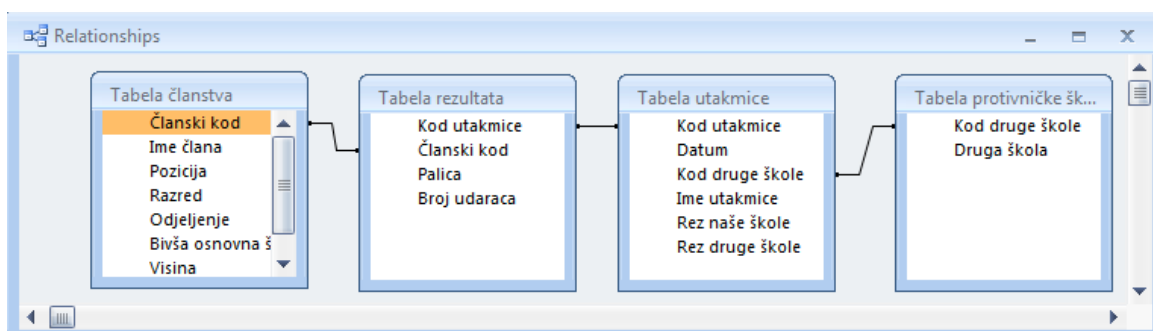 Relationships
Tabela članstva
Članski kod
Ime člana
Pozicija
Razred
Odjeljenje
Bivša osnovna š
Visina
Tabela rezultata
Kod utakmice
Članski kod
Palica
Broj udaraca
Tabela utakmice
Kod utakmice
Datum
Kod druge škole
Ime utakmice
Rez naše škole
Rez druge škole
Tabela protivničke šk...
Kod druge škole
Druga škola